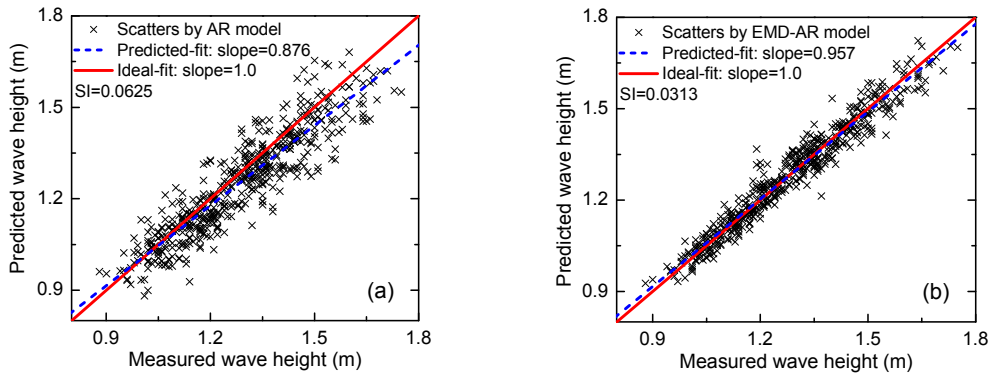 1.8
1.5
1.2
0.9
Predicted wave height (m)
× Scatters by AR model
Predicted-fit: slope=0.876
Ideal-fit: slope=1.0
SI=0.0625
(a)
0.9 1.2 1.5 1.8
Measured wave height (m)
1.8
1.5
1.2
0.9
Predicted wave height (m)
× Scatters by EMD-AR model
Predicted-fit: slope=0.957
Ideal-fit: slope=1.0
SI=0.0313
(b)
0.9 1.2 1.5 1.8
Measured wave height (m)